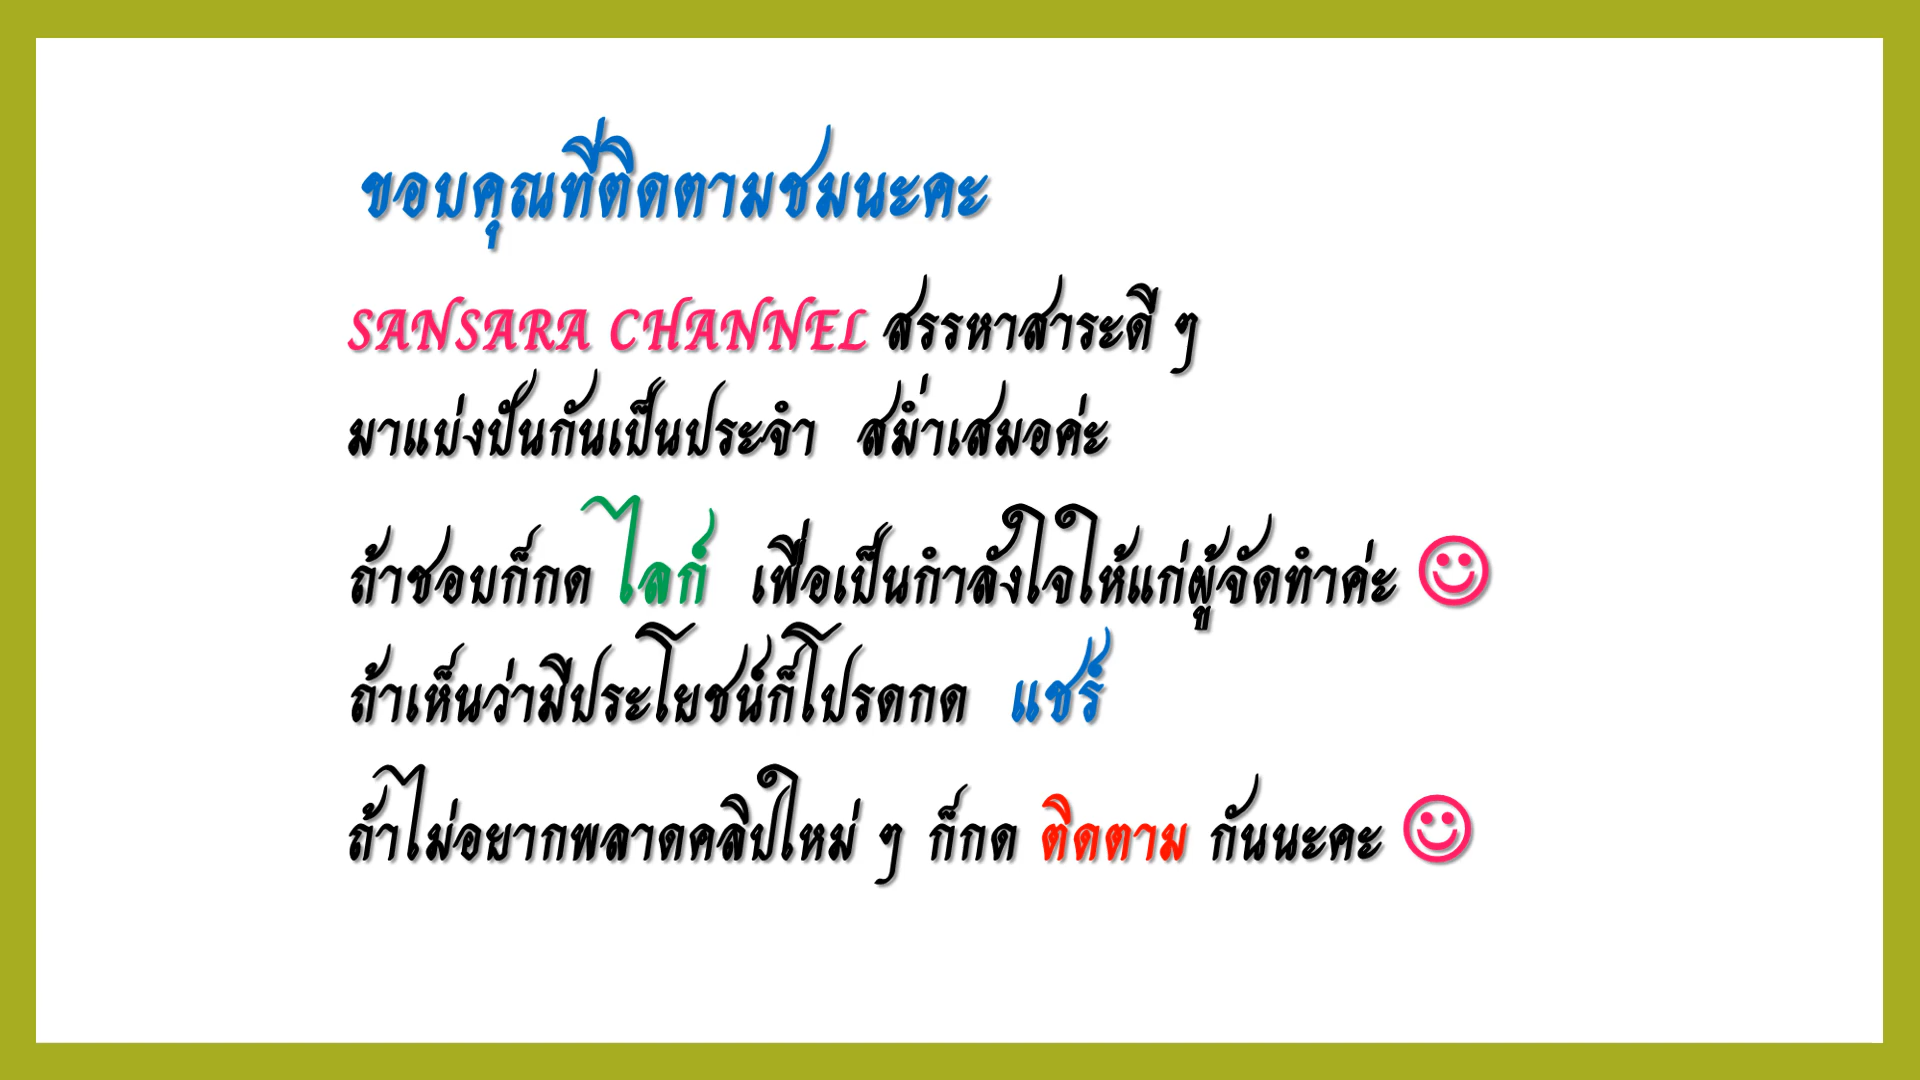 ขอบคุณที่ติดตามชมนะคะ
SANSARA CHANNEL สรรหาสาระดี ๆ
มาแบ่งปันกันเป็นประจำ สม่ำเสมอค่ะ
ถ้าชอบก็กด ไลก์ เพื่อเป็นกำลังใจให้แก่ผู้จัดทำค่ะ ☺
ถ้าเห็นว่ามีประโยชน์ก็โปรดกด แชร์
ถ้าไม่อยากพลาดคลิปใหม่ ๆ ก็กด ติดตาม กันนะคะ ☺